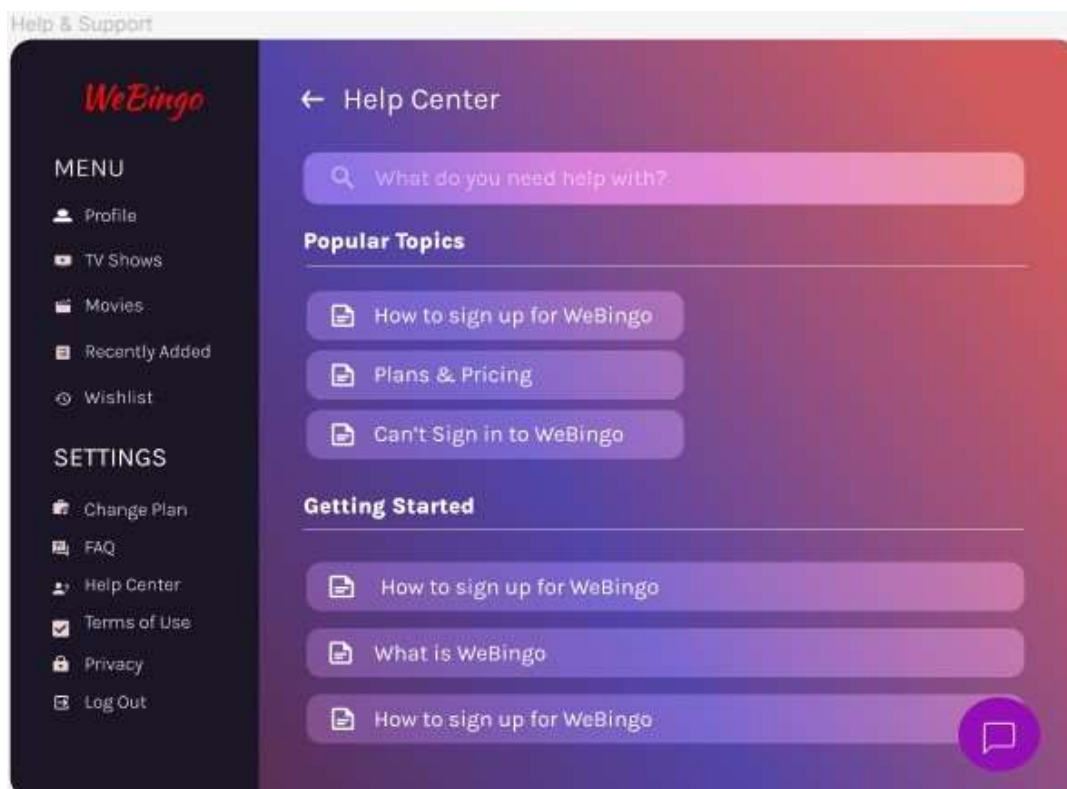 Help & Support
WeBingo
MENU
Profile
TV Shows
Movies
Recently Added
Wishlist
SETTINGS
Change Plan
FAQ
Help Center
Terms of Use
Privacy
Log Out
← Help Center
What do you need help with?
Popular Topics
How to sign up for WeBingo
Plans & Pricing
Can't Sign in to WeBingo
Getting Started
How to sign up for WeBingo
What is WeBingo
How to sign up for WeBingo